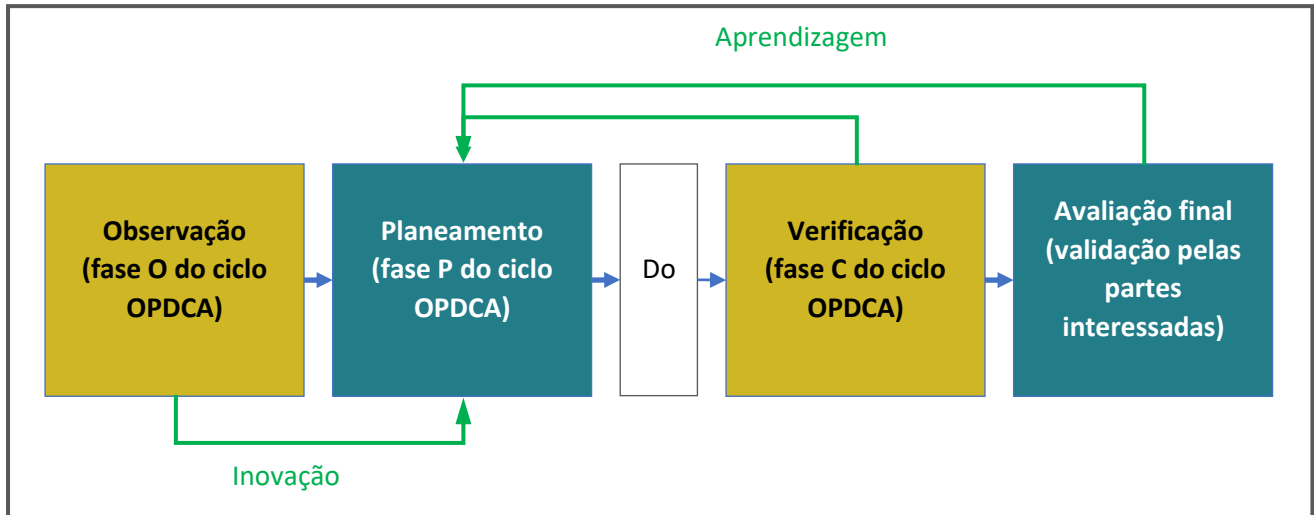 Aprendizagem
Observação
(fase O do ciclo
OPDCA)
Planeamento
(fase P do ciclo
OPDCA)
Do
Verificação
(fase C do ciclo
OPDCA)
Avaliação final
(validação pelas
partes
interessadas)
Inovação